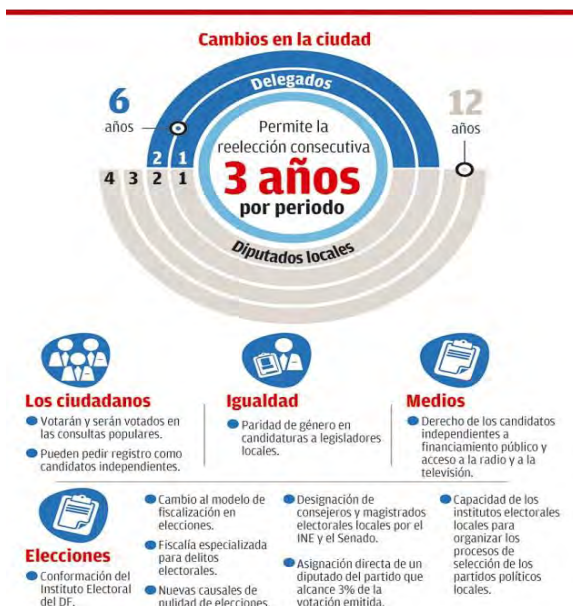 Cambios en la ciudad
Delegados
6
años
12
años
Permite la
reelección consecutiva
3 años
por periodo
2 1
4 3 2 1
Diputados locales
Los ciudadanos
Votarán y serán votados en
las consultas populares.
Pueden pedir registro como
candidatos independientes.
Igualdad
Paridad de género en
candidaturas a legisladores
locales.
Medios
Derecho de los candidatos
independientes a
financiamiento público y
acceso a la radio y a la
televisión.
Elecciones
Conformación del
Instituto Electoral
del DF.
Cambio al modelo de
fiscalización en
elecciones.
Fiscalía especializada
para delitos
electorales.
Nuevas causales de
nulidad de elecciones
Designación de
consejeros y magistrados
electorales locales por el
INE y el Senado.
Asignación directa de un
diputado del partido que
alcance 3% de la
votación emitida.
Capacidad de los
institutos electorales
locales para
organizar los
procesos de
selección de los
partidos políticos
locales.